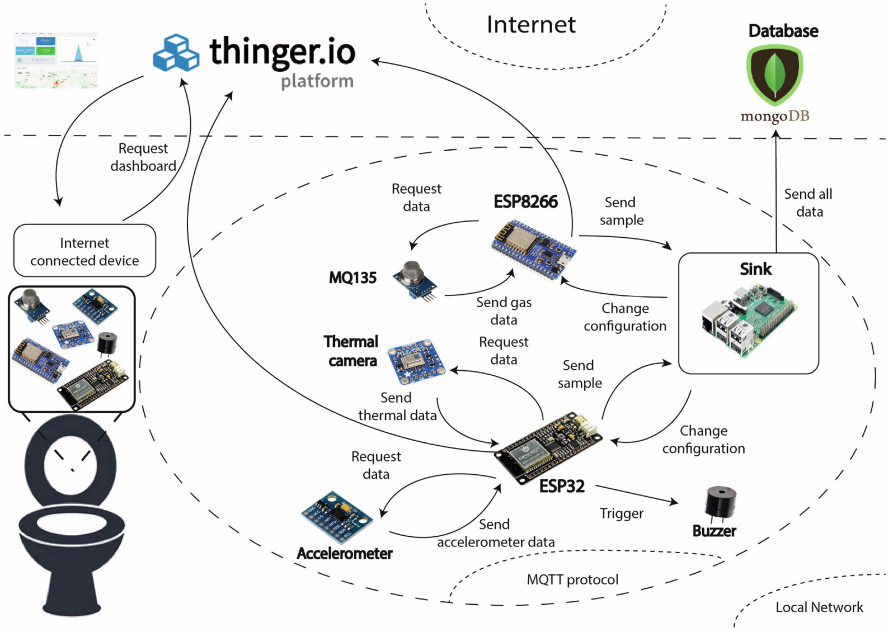 Internet
thinger.io
platform
Database
mongoDB
Request
dashboard
Send all
data
Internet
connected device
Request
data
ESP8266
Send
sample
MQ135
Send gas
data
Change
configuration
Sink
Thermal
camera
Request
data
Send
sample
Send
thermal data
Change
configuration
Request
data
ESP32
Trigger
Buzzer
Send
accelerometer data
Accelerometer
MQTT protocol
Local Network